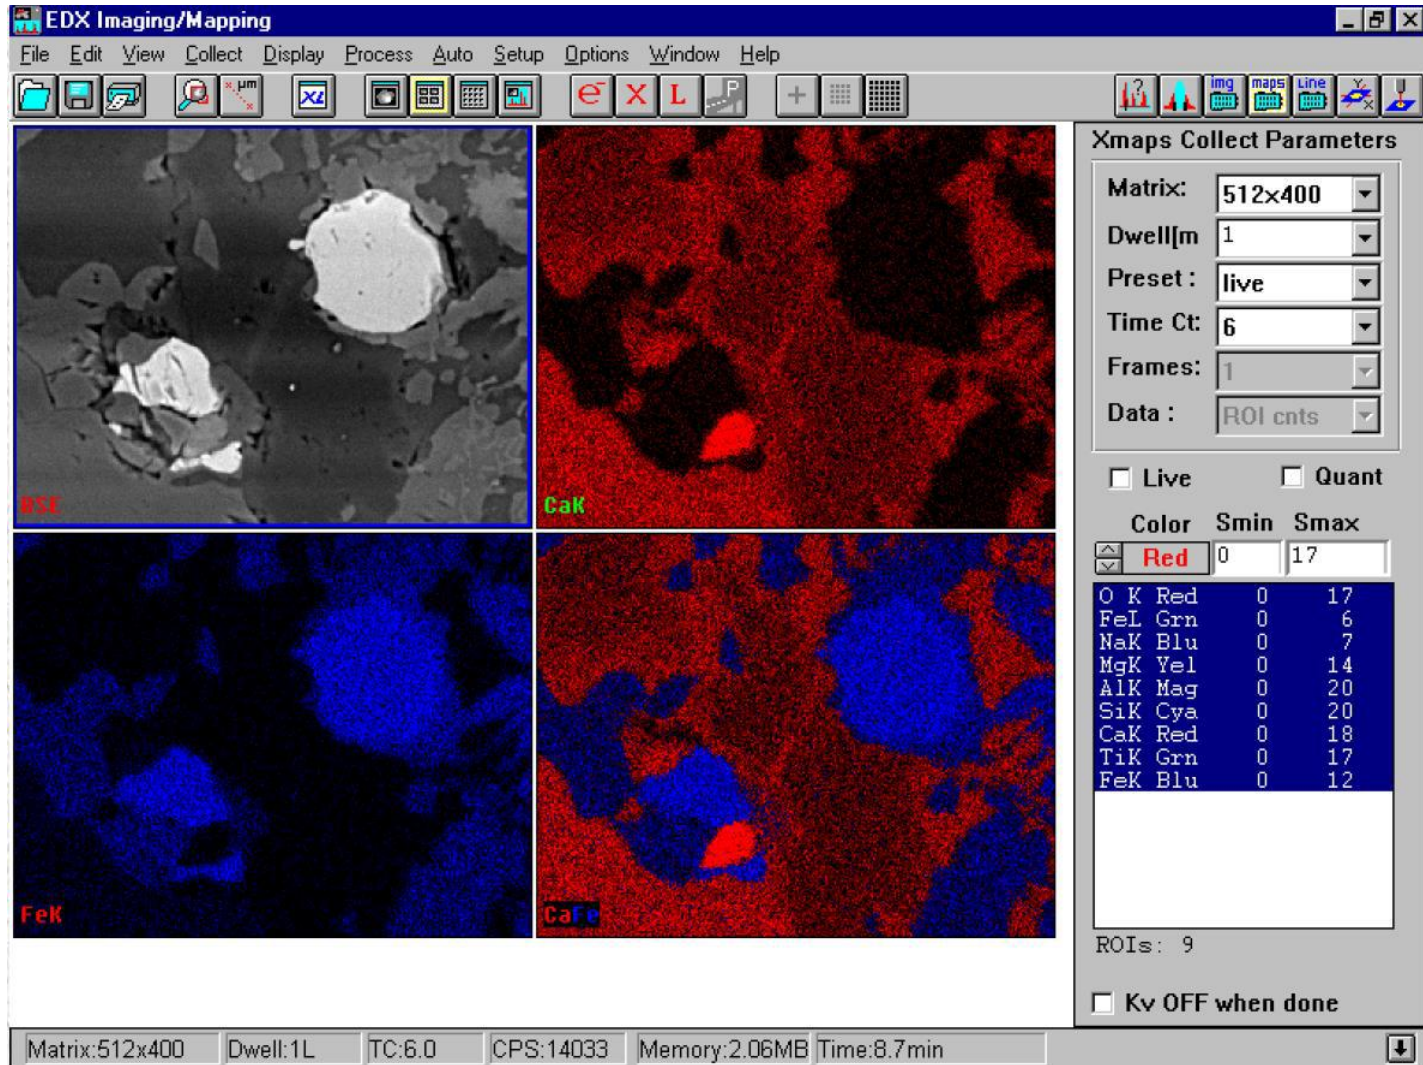 EDX Imaging/Mapping
File Edit View Collect Display Process Auto Setup Options Window Help
µm
XL
e⁻ X L P
? img maps Line Y X
Xmaps Collect Parameters
Matrix: 512x400
Dwell[m 1
Preset : live
Time Ct: 6
Frames: 1
Data : ROI cnts
Live Quant
Color Smin Smax
Red 0 17
O K Red 0 17
FeL Grn 0 6
NaK Blu 0 7
MgK Yel 0 14
AlK Mag 0 20
SiK Cya 0 20
CaK Red 0 18
TiK Grn 0 17
FeK Blu 0 12
ROIs: 9
Kv OFF when done
BSE
CaK
FeK
CaFe
Matrix:512x400 Dwell:1L TC:6.0 CPS:14033 Memory:2.06MB Time:8.7min